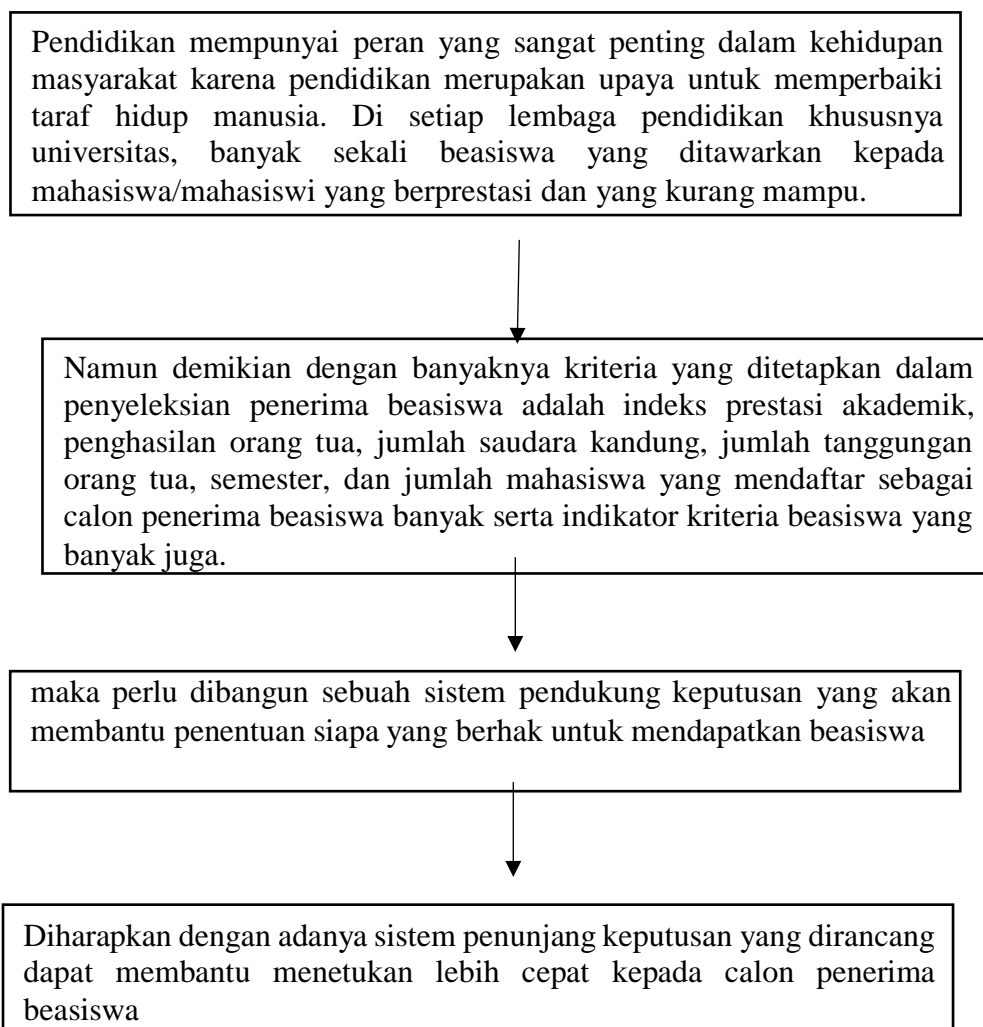 Pendidikan mempunyai peran yang sangat penting dalam kehidupan
masyarakat karena pendidikan merupakan upaya untuk memperbaiki
taraf hidup manusia. Di setiap lembaga pendidikan khususnya
universitas, banyak sekali beasiswa yang ditawarkan kepada
mahasiswa/mahasiswi yang berprestasi dan yang kurang mampu.
Namun demikian dengan banyaknya kriteria yang ditetapkan dalam
penyeleksian penerima beasiswa adalah indeks prestasi akademik,
penghasilan orang tua, jumlah saudara kandung, jumlah tanggungan
orang tua, semester, dan jumlah mahasiswa yang mendaftar sebagai
calon penerima beasiswa banyak serta indikator kriteria beasiswa yang
banyak juga.
maka perlu dibangun sebuah sistem pendukung keputusan yang akan
membantu penentuan siapa yang berhak untuk mendapatkan beasiswa
Diharapkan dengan adanya sistem penunjang keputusan yang dirancang
dapat membantu menetukan lebih cepat kepada calon penerima
beasiswa